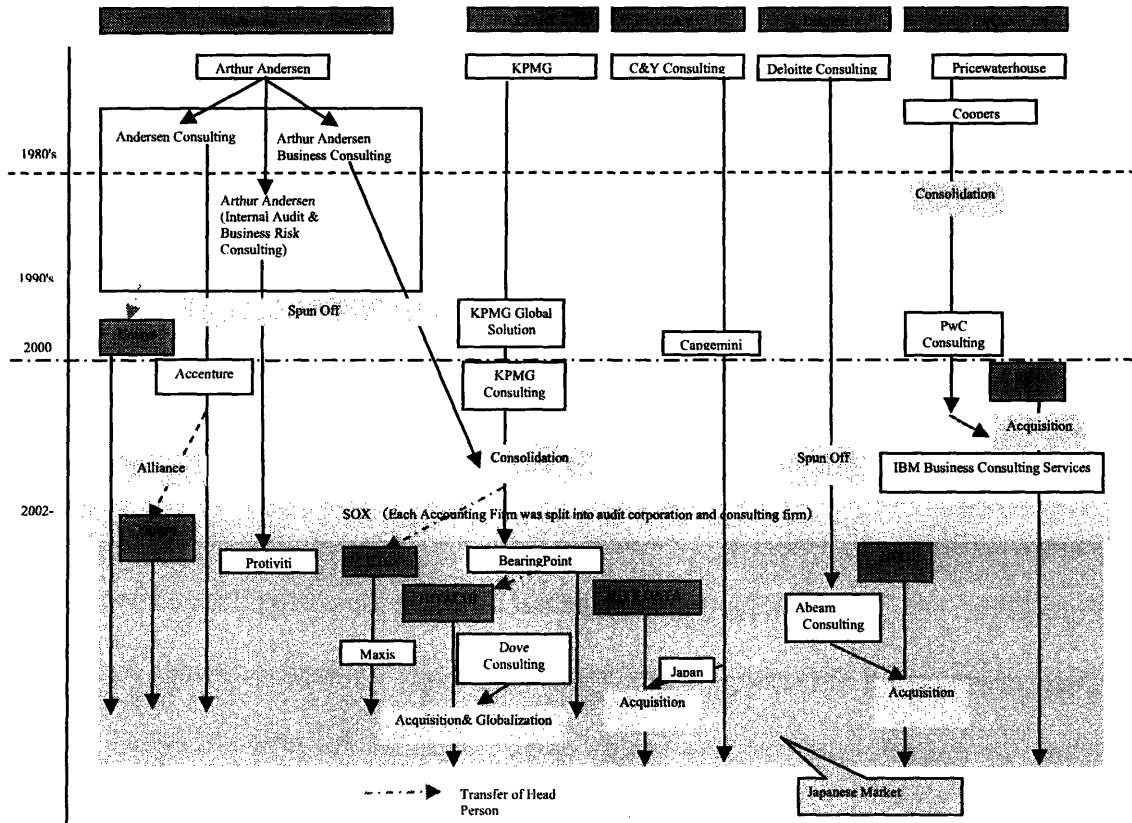 KPMG
Arthur Andersen
KPMG
C&Y Consulting
Deloitte Consulting
Pricewaterhouse
Coopers
Andersen Consulting
Arthur Andersen
Business Consulting
1980's
Arthur Andersen
(Internal Audit &
Business Risk
Consulting)
Consolidation
1990's
Spun Off
KPMG Global
Solution
PwC
Consulting
2000
Capgemini
Accenture
KPMG
Consulting
Acquisition
Alliance
Consolidation
Spun Off
IBM Business Consulting Services
2002-
SOX (Each Accounting Firm was split into audit corporation and consulting firm)
Protiviti
BearingPoint
HITACHI
NTT DATA
Abeam
Consulting
Maxis
Dove
Consulting
Japan
Acquisition& Globalization
Acquisition
Acquisition
Transfer of Head
Person
Japanese Market